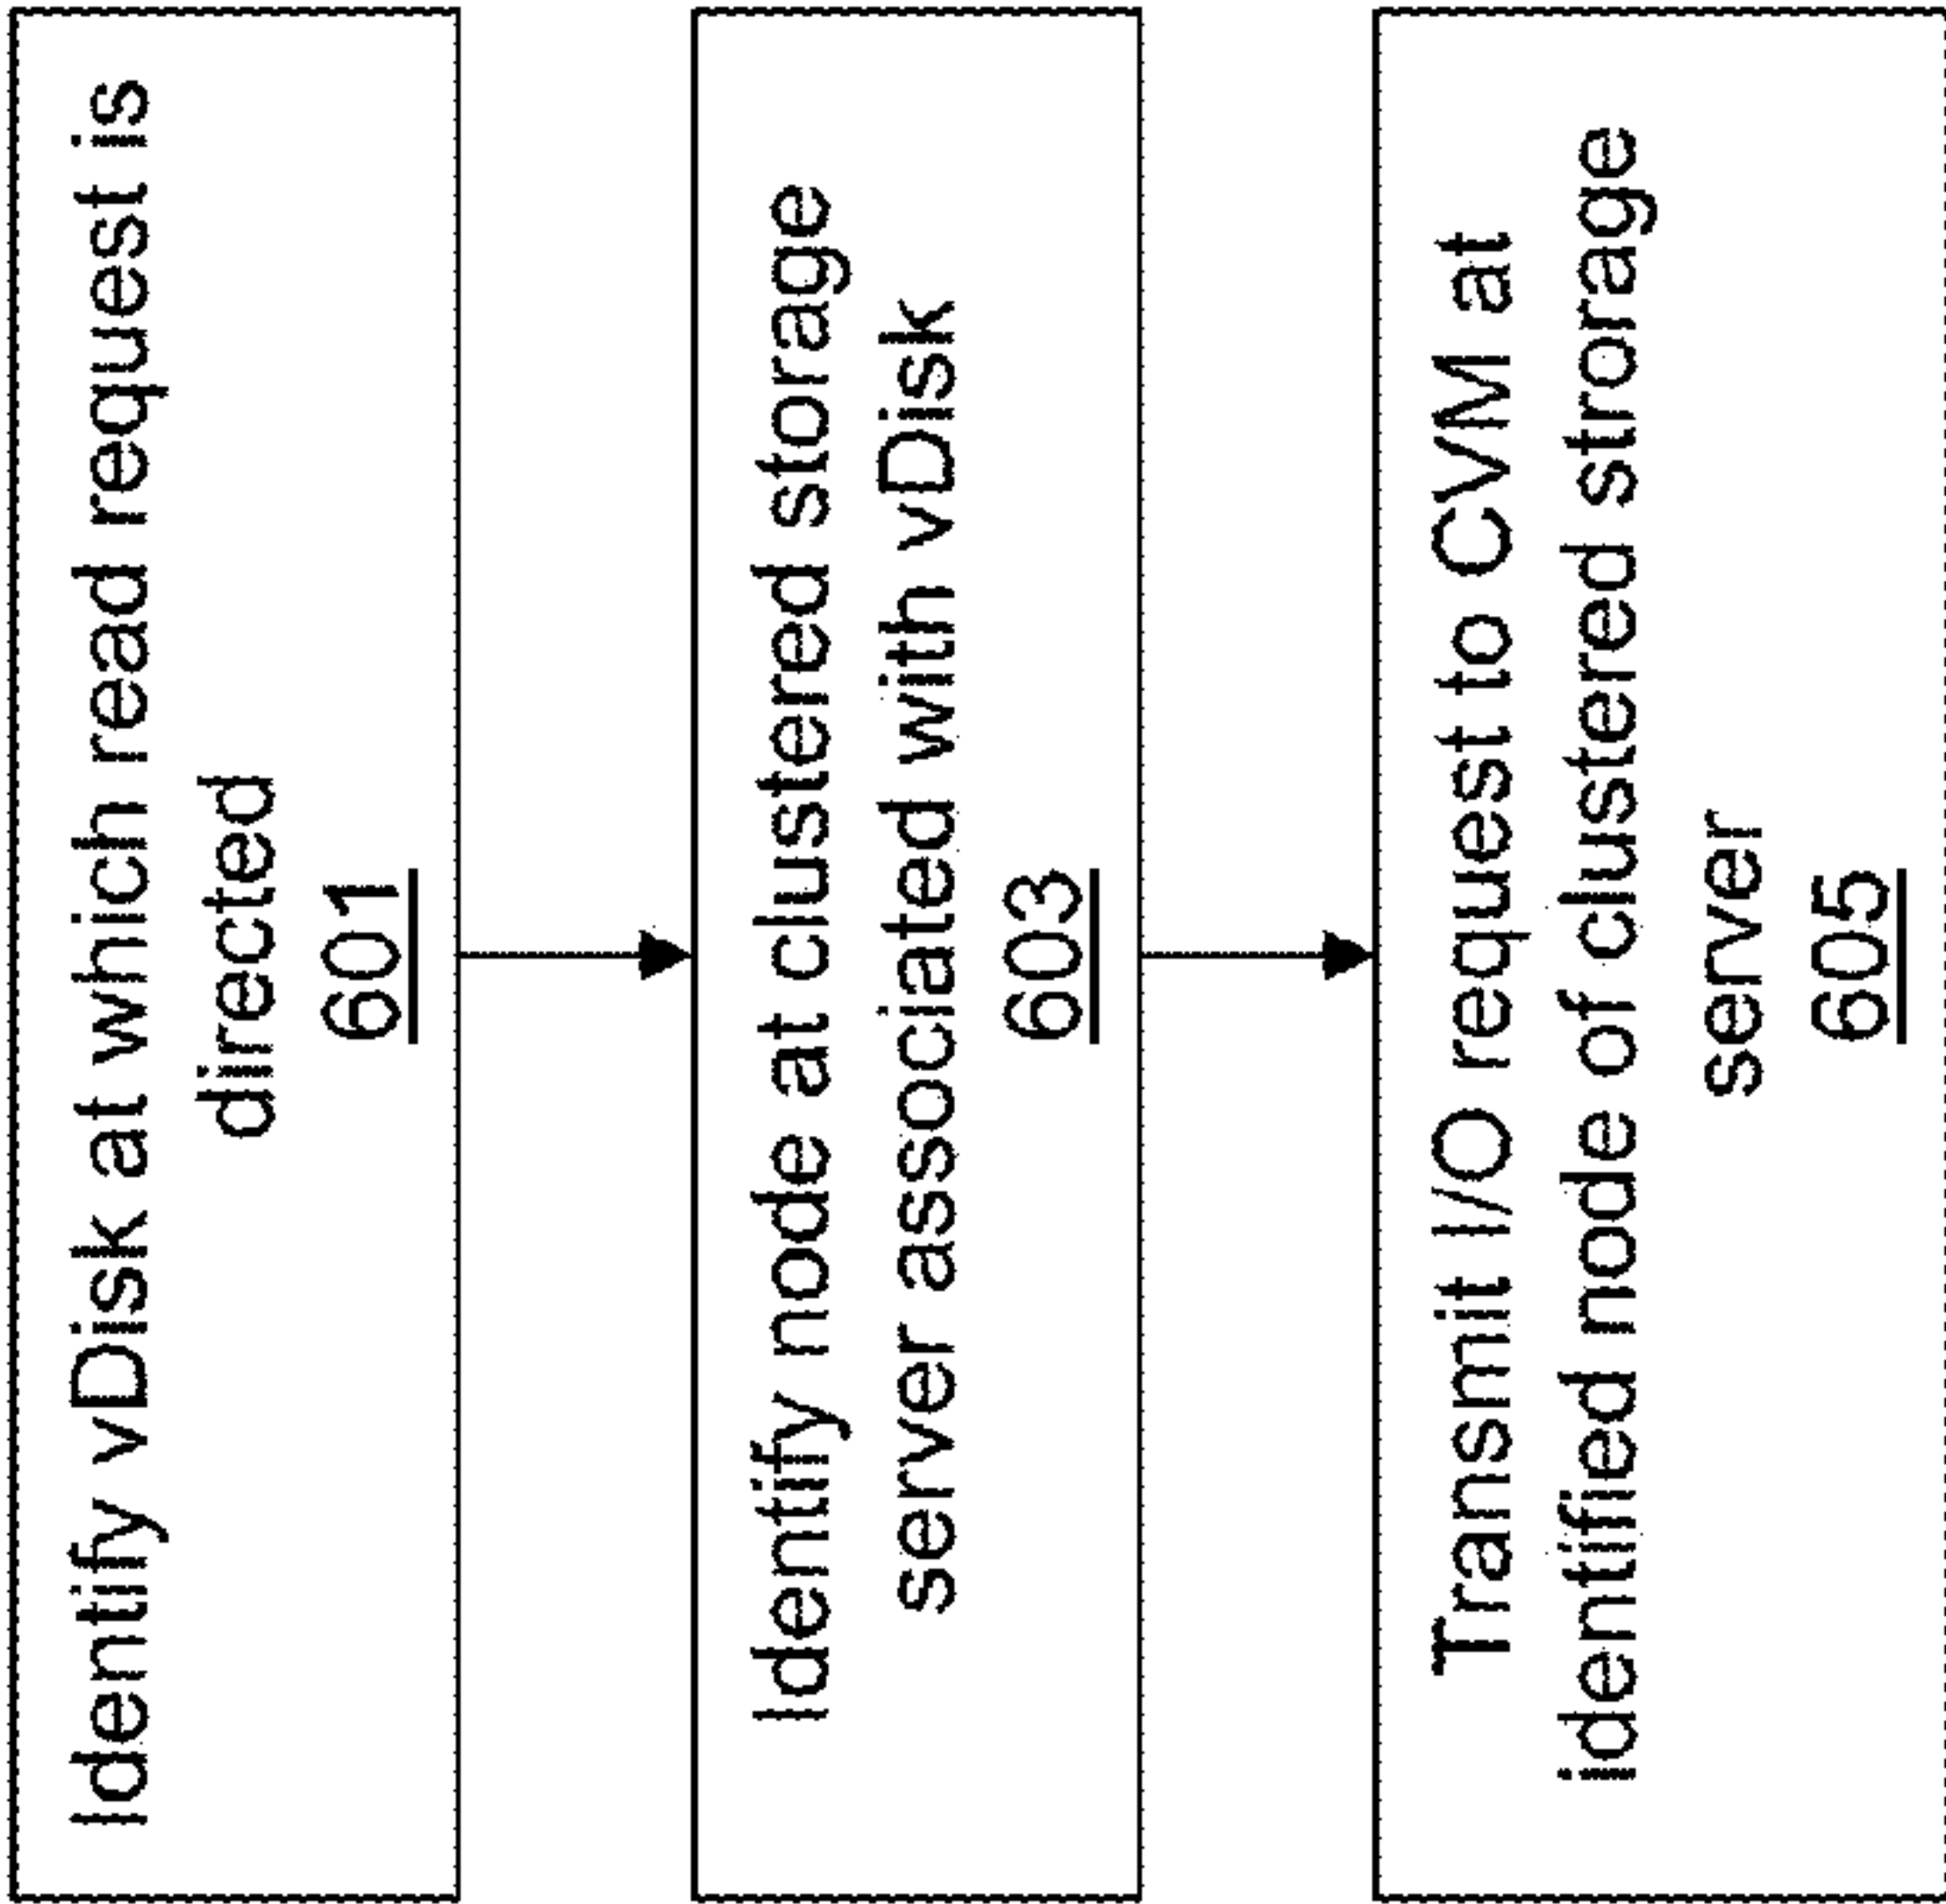 Identify vDisk at which read request is
directed
601
Identify node at clustered storage
server associated with vDisk
603
Transmit I/O request to CVM at
identified node of clustered strorage
server
605